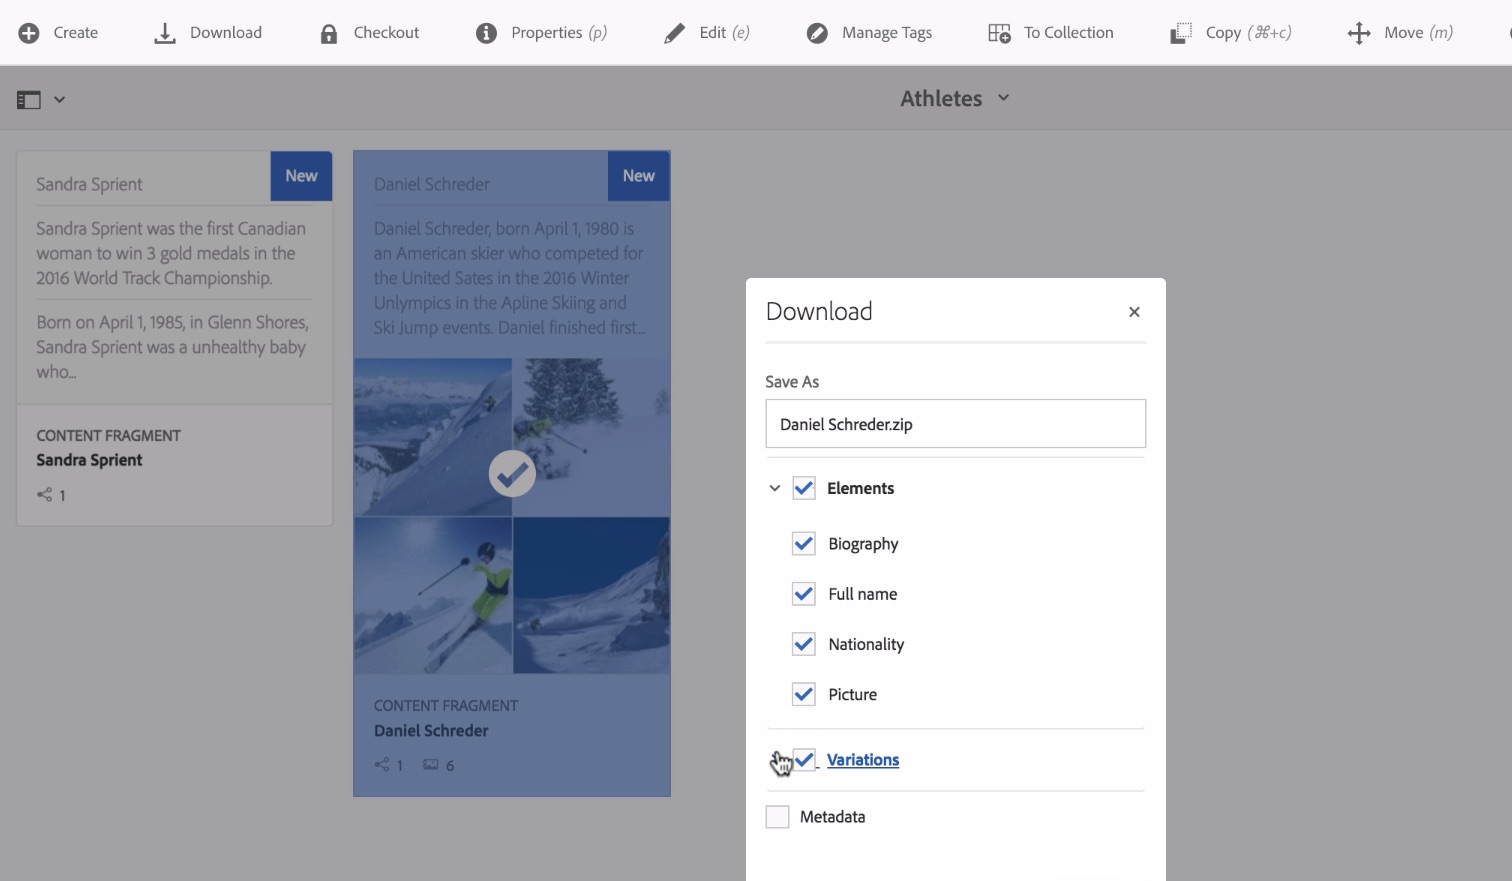 Create Download Checkout Properties (p) Edit (e) Manage Tags To Collection Copy (⌘+c) Move (m)
Athletes
Sandra Sprient
New
Sandra Sprient was the first Canadian
woman to win 3 gold medals in the
2016 World Track Championship.
Born on April 1, 1985, in Glenn Shores,
Sandra Sprient was a unhealthy baby
who...
CONTENT FRAGMENT
Sandra Sprient
1
Daniel Schreder
New
Daniel Schreder, born April 1, 1980 is
an American skier who competed for
the United Sates in the 2016 Winter
Unlympics in the Apline Skiing and
Ski Jump events. Daniel finished first...
CONTENT FRAGMENT
Daniel Schreder
1 6
Download ×
Save As
Daniel Schreder.zip
Elements
Biography
Full name
Nationality
Picture
Variations
Metadata